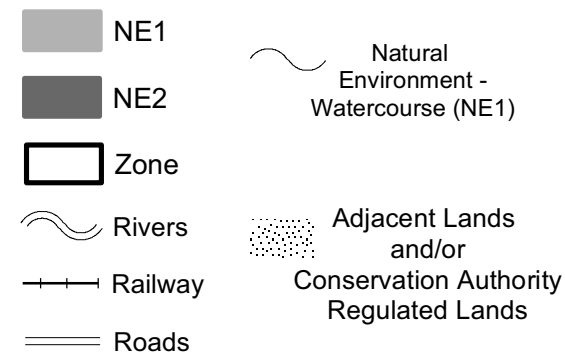 NE1
NE2
Zone
Rivers
Railway
Roads
Natural
Environment -
Watercourse (NE1)
Adjacent Lands
and/or
Conservation Authority
Regulated Lands